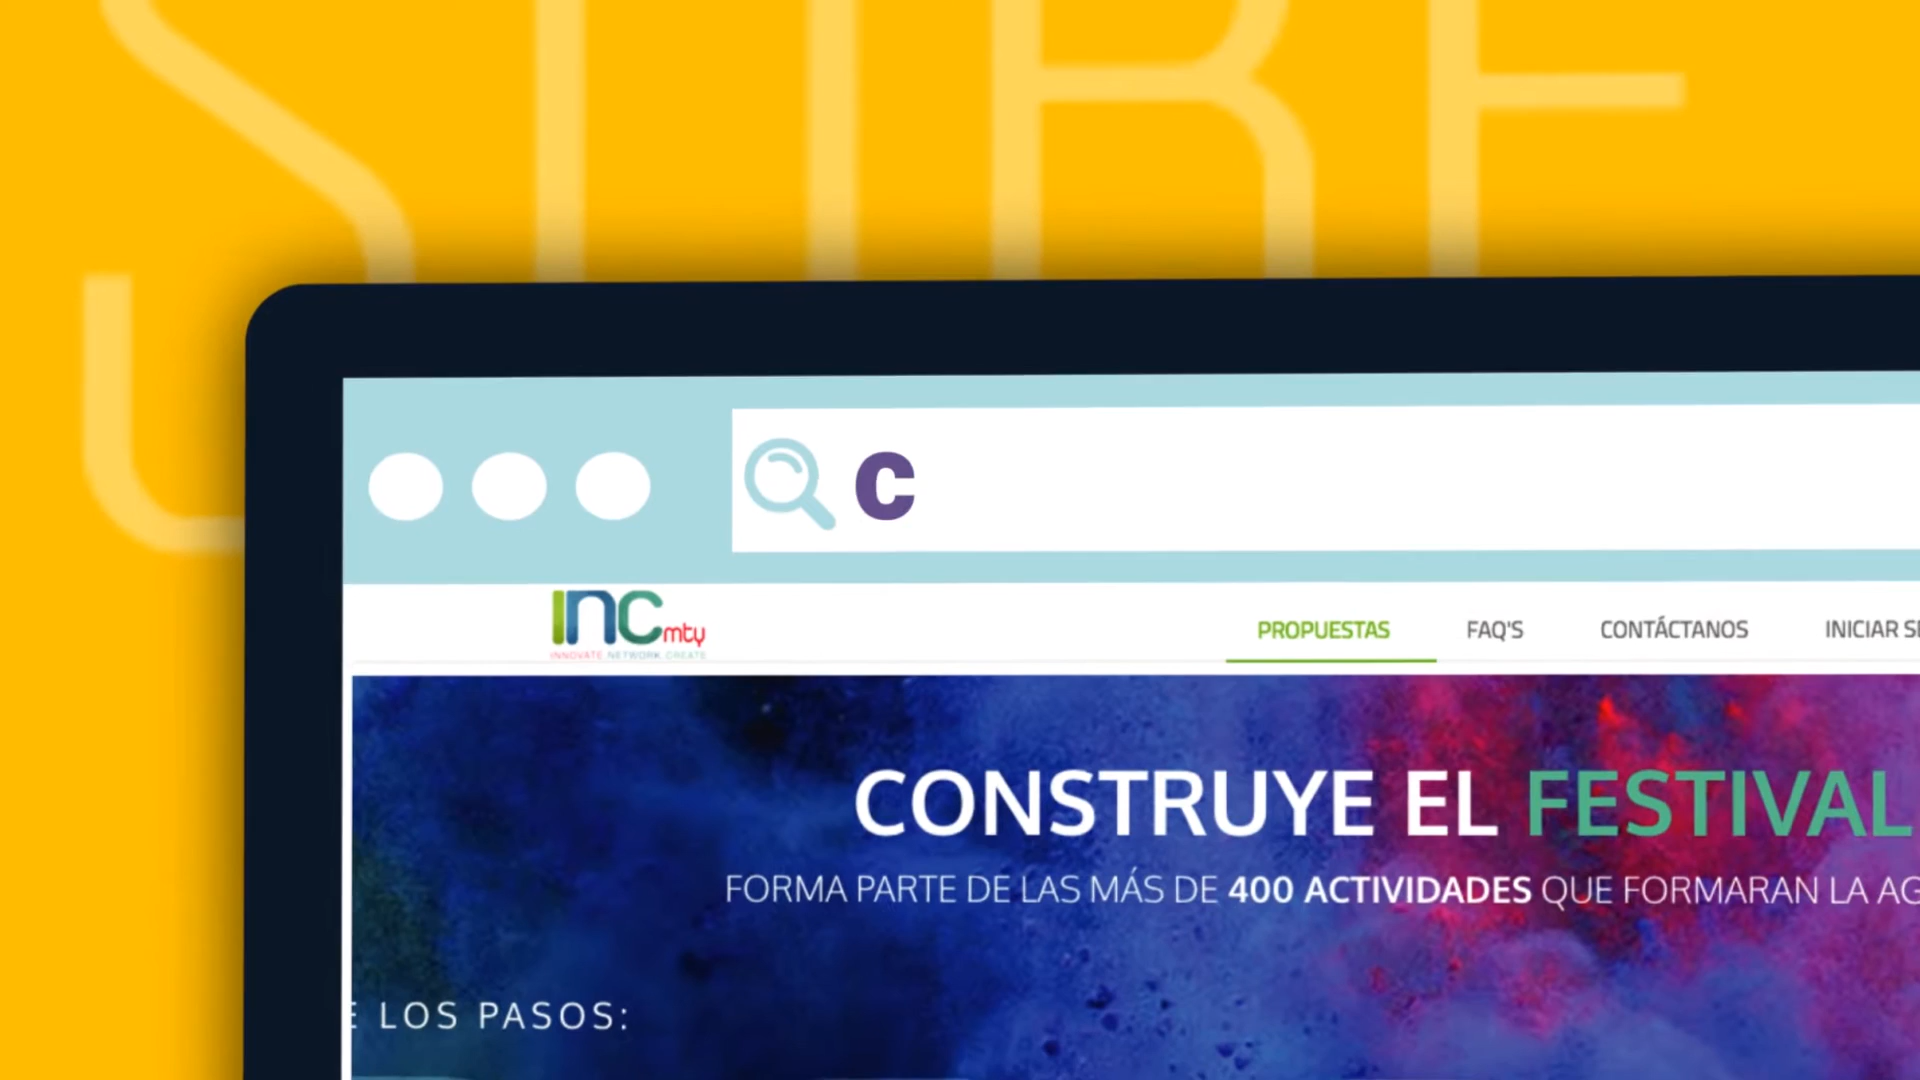 C
INCmty
INNOVATE.NETWORK.CREATE
PROPUESTAS FAQ'S CONTÁCTANOS INICIAR
CONSTRUYE EL FESTIVAL
FORMA PARTE DE LAS MÁS DE 400 ACTIVIDADES QUE FORMARAN LA
LOS PASOS: